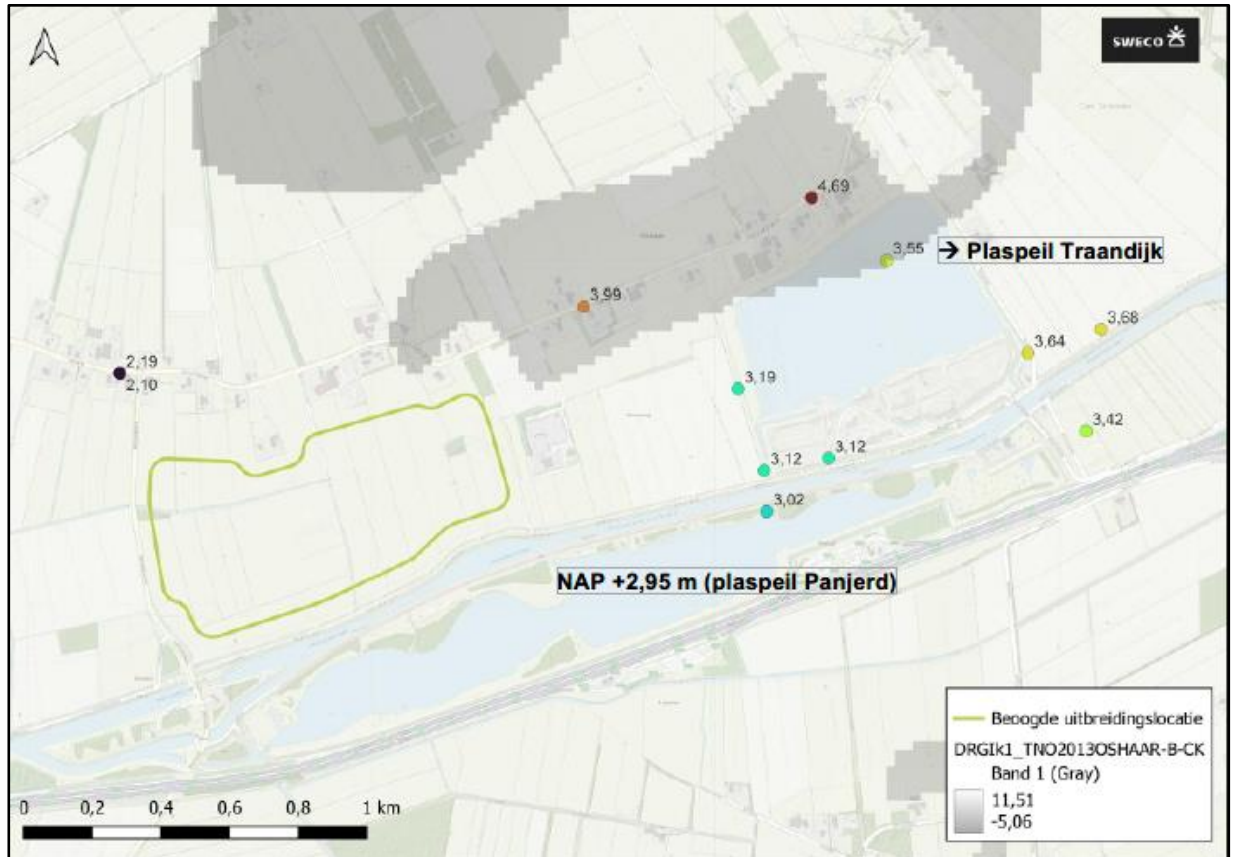 SWECO
4,69
3,55
→ Plaspeil Traandijk
3,99
3,68
3,64
2,19
2,10
3,19
3,42
3,12
3,12
3,02
NAP +2,95 m (plaspeil Panjerd)
Beoogde uitbreidingslocatie
DRGIk1_TNO2013OSHAAR-B-CK
Band 1 (Gray)
11,51
-5,06
0 0,2 0,4 0,6 0,8 1 km